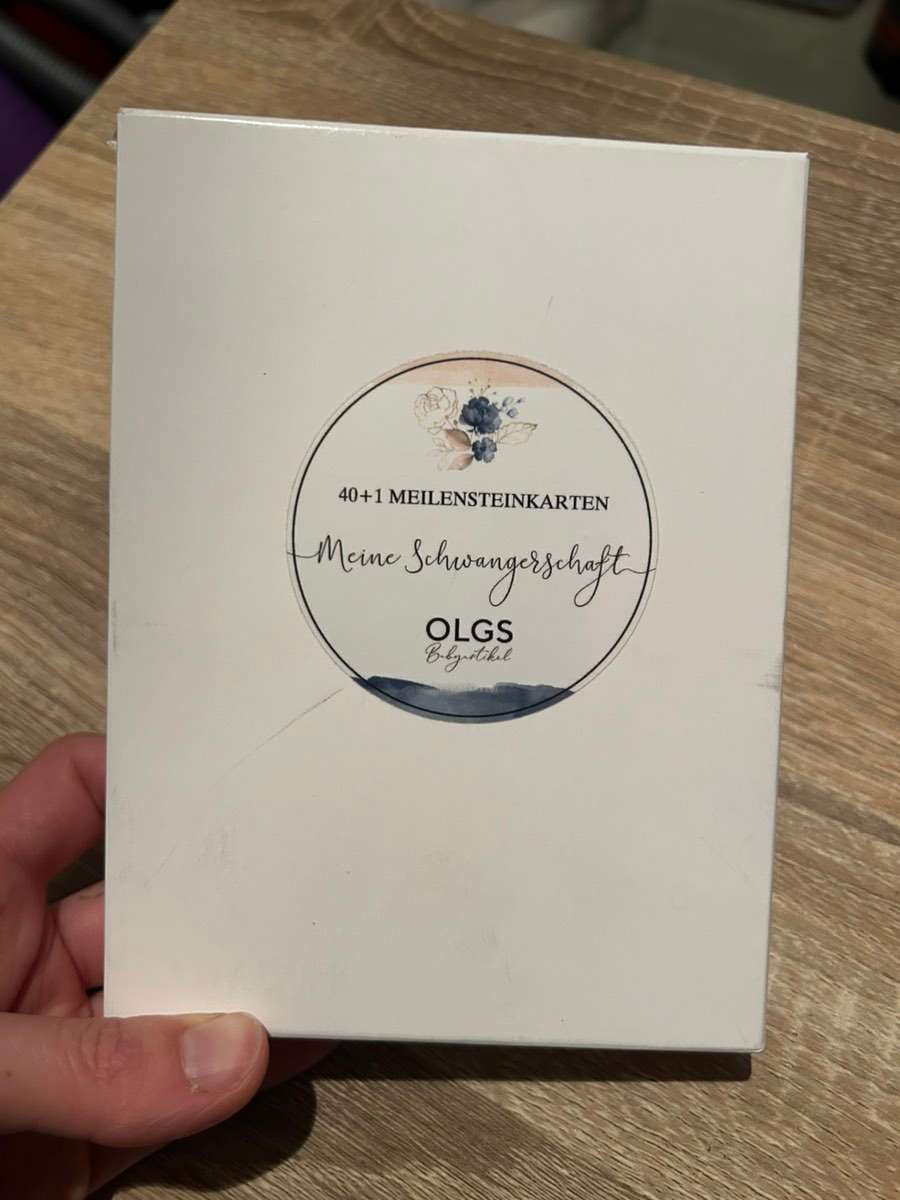 40+1 MEILENSTEINKARTEN
Meine Schwangerschaft
OLGS
Babyartikel